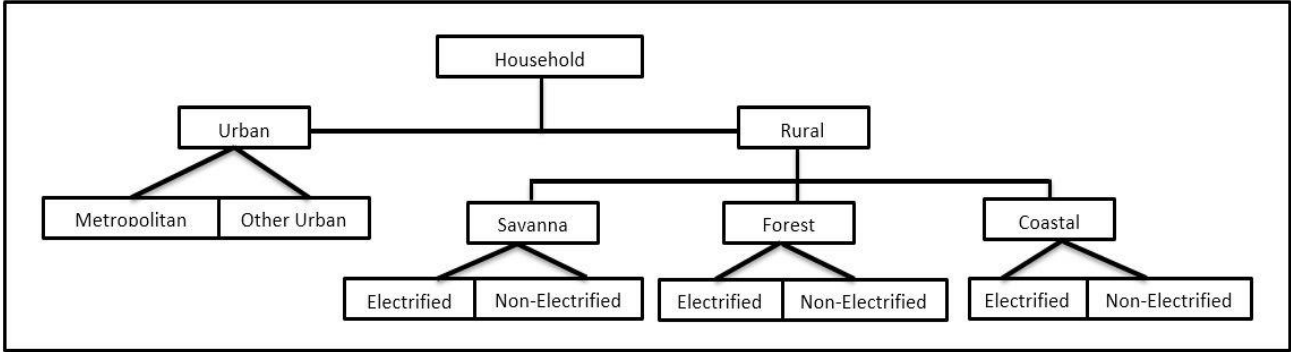 Household
Urban
Rural
Metropolitan
Other Urban
Savanna
Forest
Coastal
Electrified
Non-Electrified
Electrified
Non-Electrified
Electrified
Non-Electrified